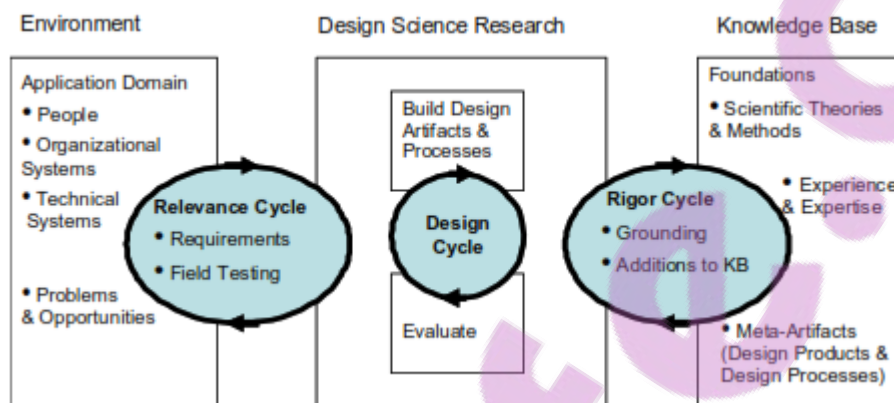 Environment
Design Science Research
Knowledge Base
Application Domain
• People
• Organizational
Systems
• Technical
Systems
• Problems
& Opportunities
Relevance Cycle
• Requirements
• Field Testing
Build Design
Artifacts &
Processes
Design
Cycle
Evaluate
Rigor Cycle
• Grounding
• Additions to KB
Foundations
• Scientific Theories
& Methods
• Experience
& Expertise
• Meta-Artifacts
(Design Products &
Design Processes)